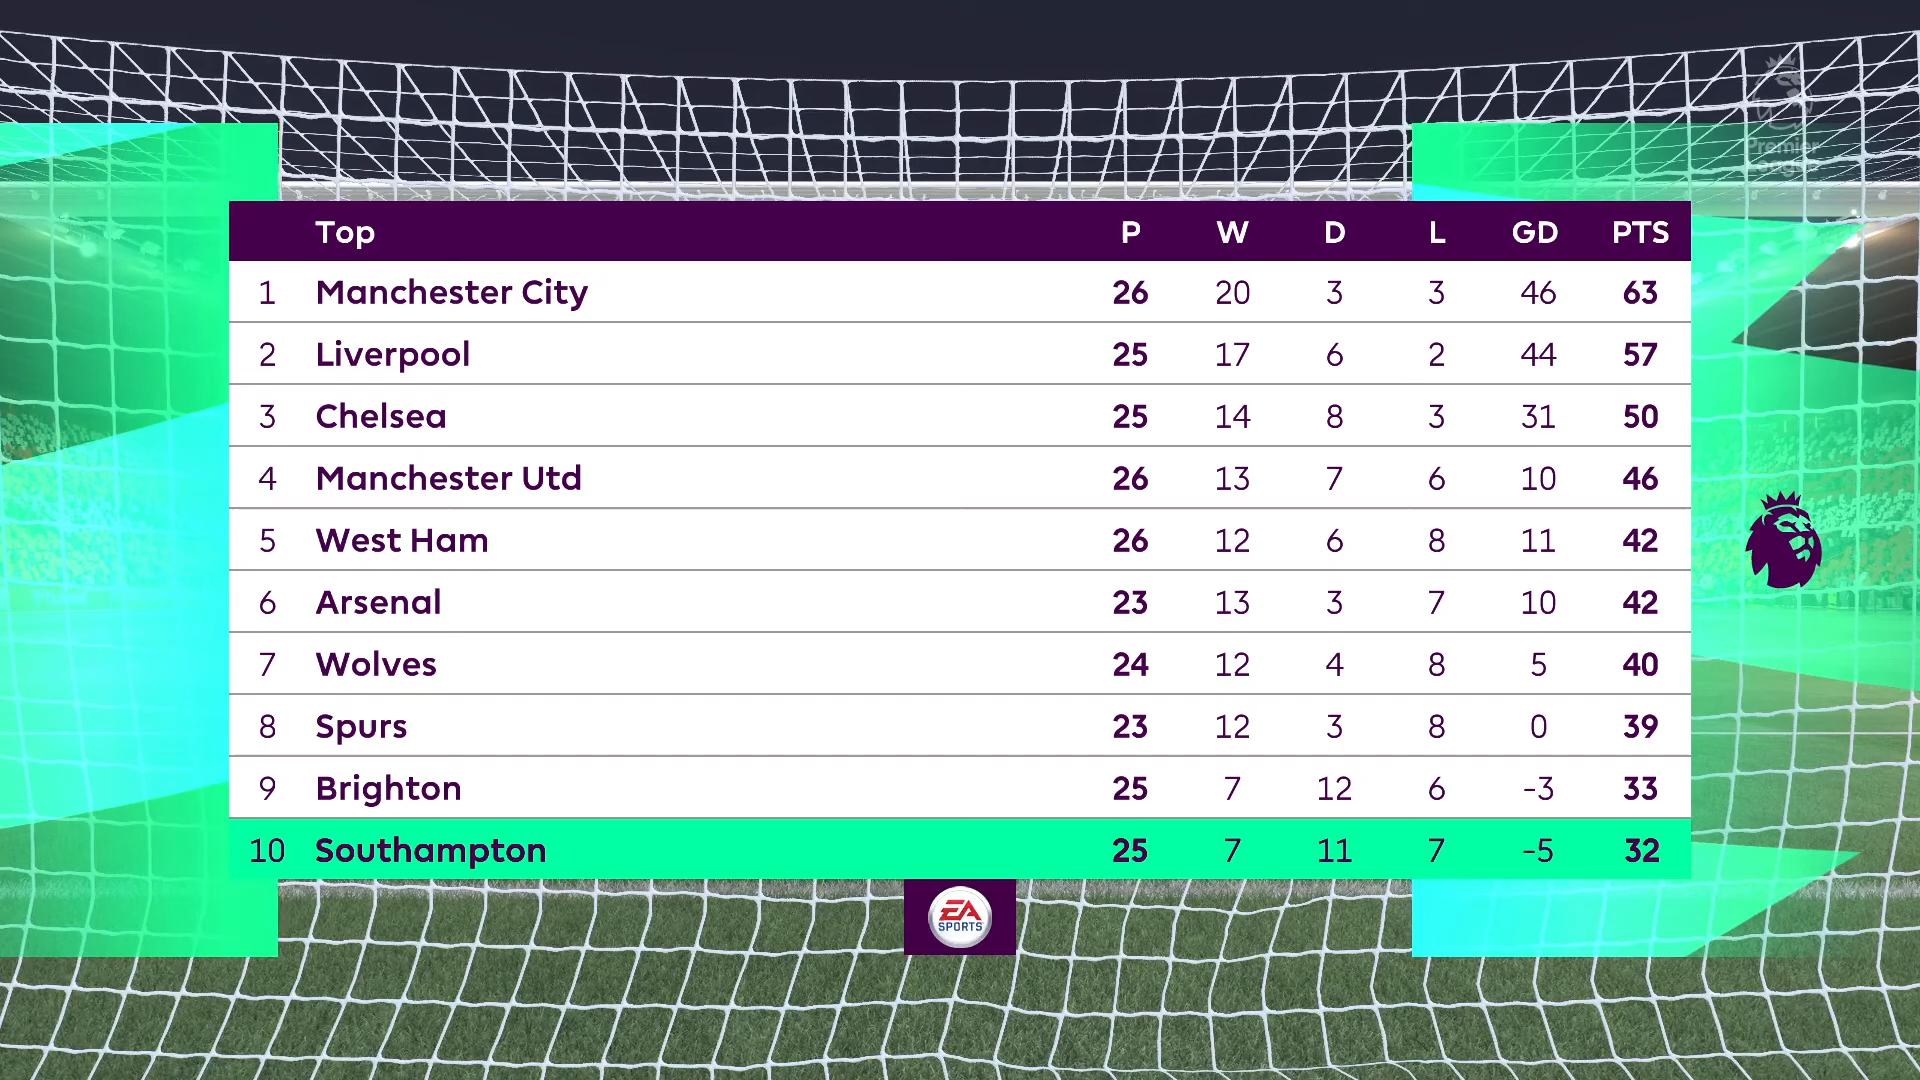 Premier
League
Top P W D L GD PTS
1 Manchester City 26 20 3 3 46 63
2 Liverpool 25 17 6 2 44 57
3 Chelsea 25 14 8 3 31 50
4 Manchester Utd 26 13 7 6 10 46
5 West Ham 26 12 6 8 11 42
6 Arsenal 23 13 3 7 10 42
7 Wolves 24 12 4 8 5 40
8 Spurs 23 12 3 8 0 39
9 Brighton 25 7 12 6 -3 33
10 Southampton 25 7 11 7 -5 32
EA
SPORTS